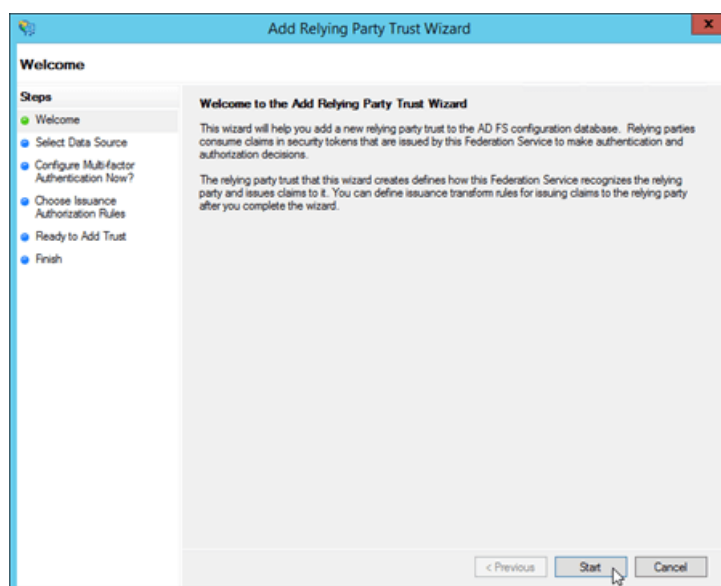 Add Relying Party Trust Wizard
x
Welcome
Steps
Welcome
Select Data Source
Configure Multi-factor
Authentication Now?
Choose Issuance
Authorization Rules
Ready to Add Trust
Finish
Welcome to the Add Relying Party Trust Wizard
This wizard will help you add a new relying party trust to the AD FS configuration database. Relying parties
consume claims in security tokens that are issued by this Federation Service to make authentication and
authorization decisions.
The relying party trust that this wizard creates defines how this Federation Service recognizes the relying
party and issues claims to it. You can define issuance transform rules for issuing claims to the relying party
after you complete the wizard.
< Previous
Start
Cancel